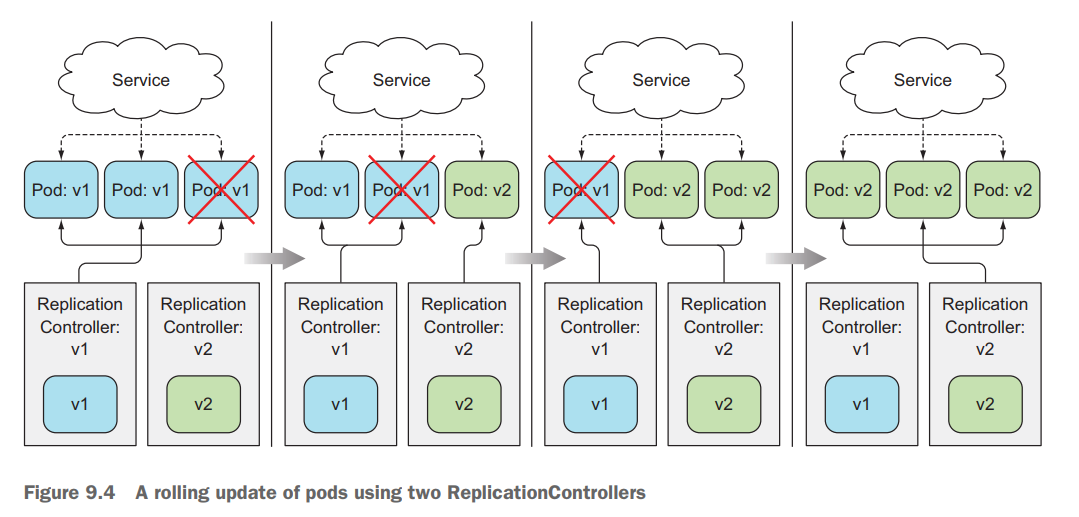 Service
Service
Service
Service
Pod: v1 Pod: v1 Pod: v1
Pod: v1 Pod: v1 Pod: v2
Pod: v1 Pod: v2 Pod: v2
Pod: v2 Pod: v2 Pod: v2
Replication
Controller:
v1
v1
Replication
Controller:
v2
v2
Replication
Controller:
v1
v1
Replication
Controller:
v2
v2
Replication
Controller:
v1
v1
Replication
Controller:
v2
v2
Replication
Controller:
v1
v1
Replication
Controller:
v2
v2
Figure 9.4 A rolling update of pods using two ReplicationControllers